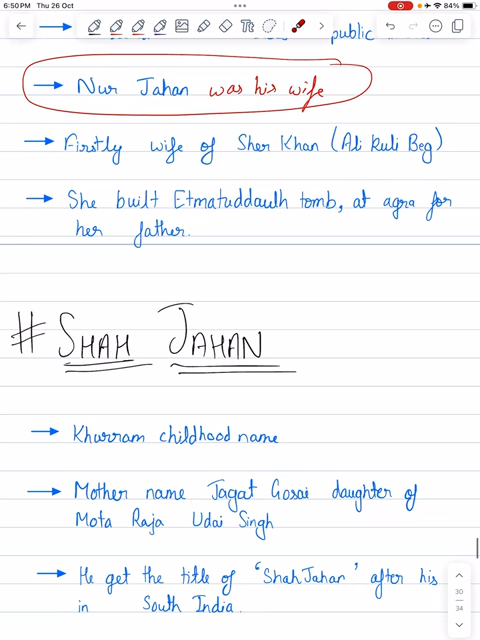 6:50 PM Thu 26 Oct
84%
public
→ Nur Jahan was his wife
→ Firstly wife of Sher Khan (Ali Kuli Beg)
→ She built Etmatuddaulh tomb, at agra for
her father.
# SHAH JAHAN
→ Khurram childhood name
→ Mother name Jagat Gosai daughter of
Mota Raja Udai Singh
→ He get the title of "Shah Jahan" after his
in South India.
30
34